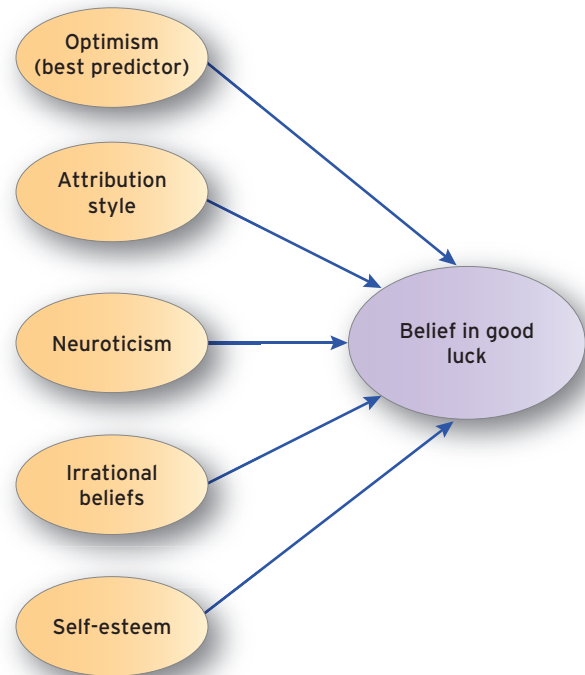 Optimism
(best predictor)
Attribution
style
Neuroticism
Belief in good
luck
Irrational
beliefs
Self-esteem